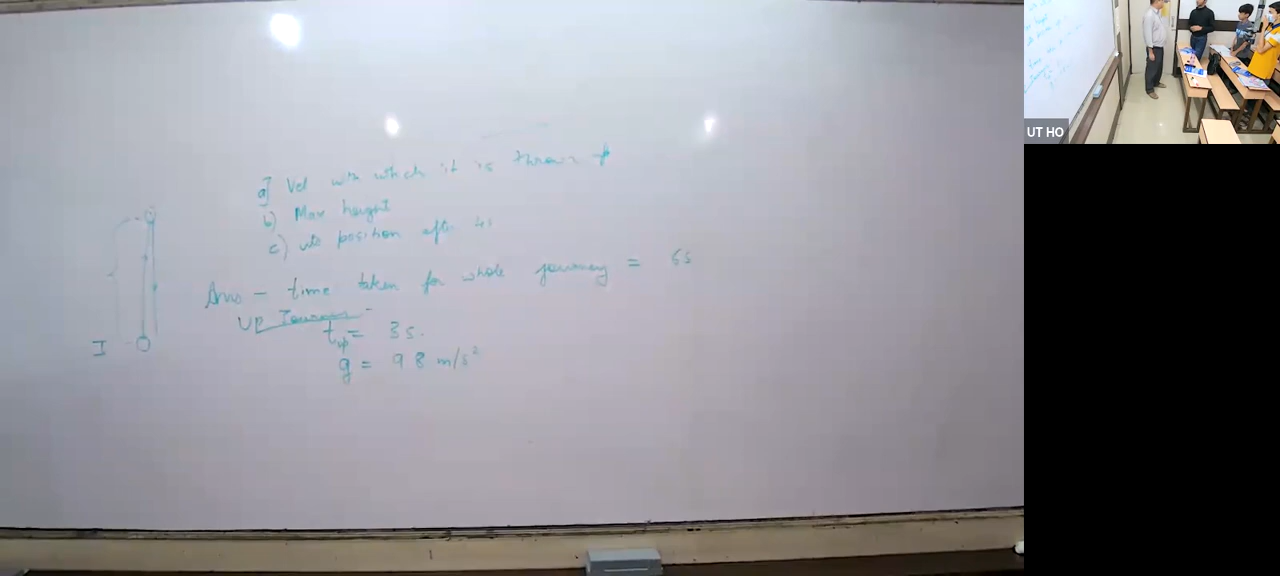 a] Vel with which it is thrown
b) Max height
c) its position after 4s
Ans - time taken for whole journey = 6s
Up Journey -
t up = 3s.
g = 9.8 m/s²
I
UT HO